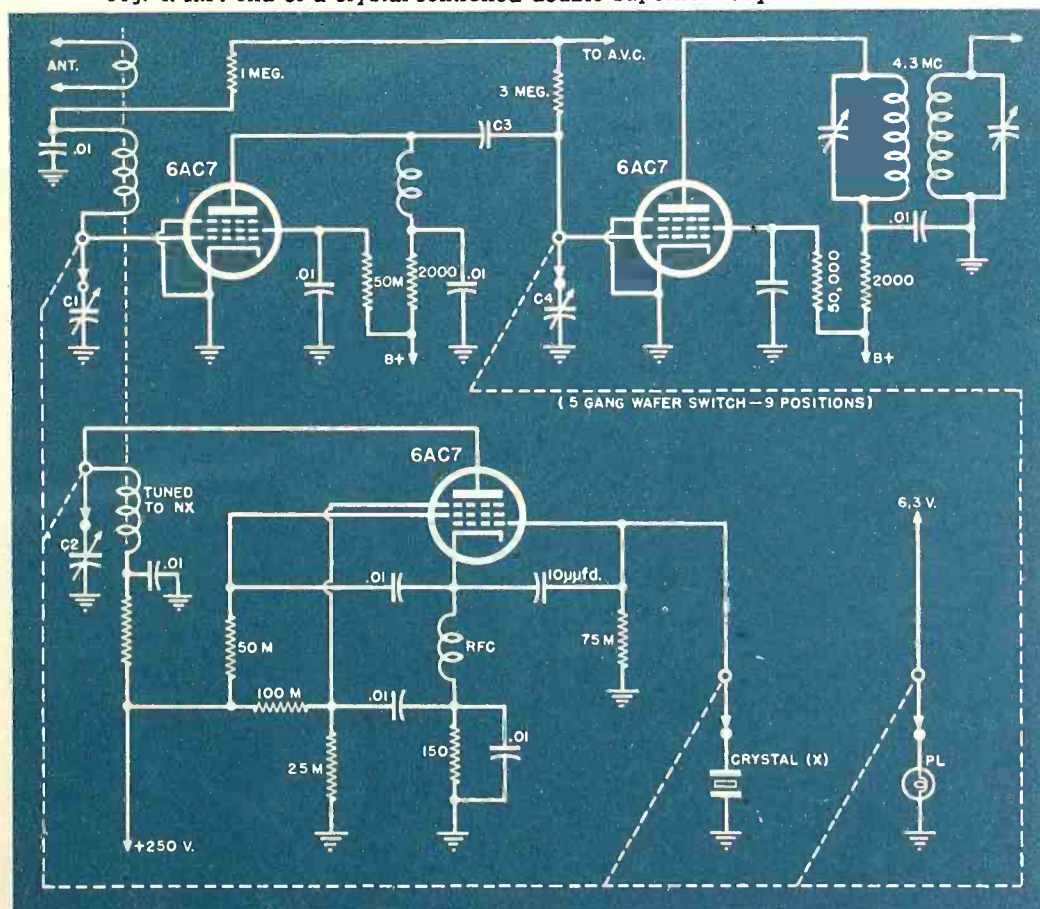 ANT.
1 MEG.
TO A.V.C.
3 MEG.
4.3 MC
.01
C3
6AC7
6AC7
.01
C1
.01
50M
2000
.01
C4
50,000
2000
B+
B+
(5 GANG WAFER SWITCH—9 POSITIONS)
6AC7
TUNED
TO NX
6.3 V.
C2
.01
.01
10μμfd.
50 M
RFC
75M
100 M
.01
25 M
150
.01
CRYSTAL (X)
PL
+250 V.